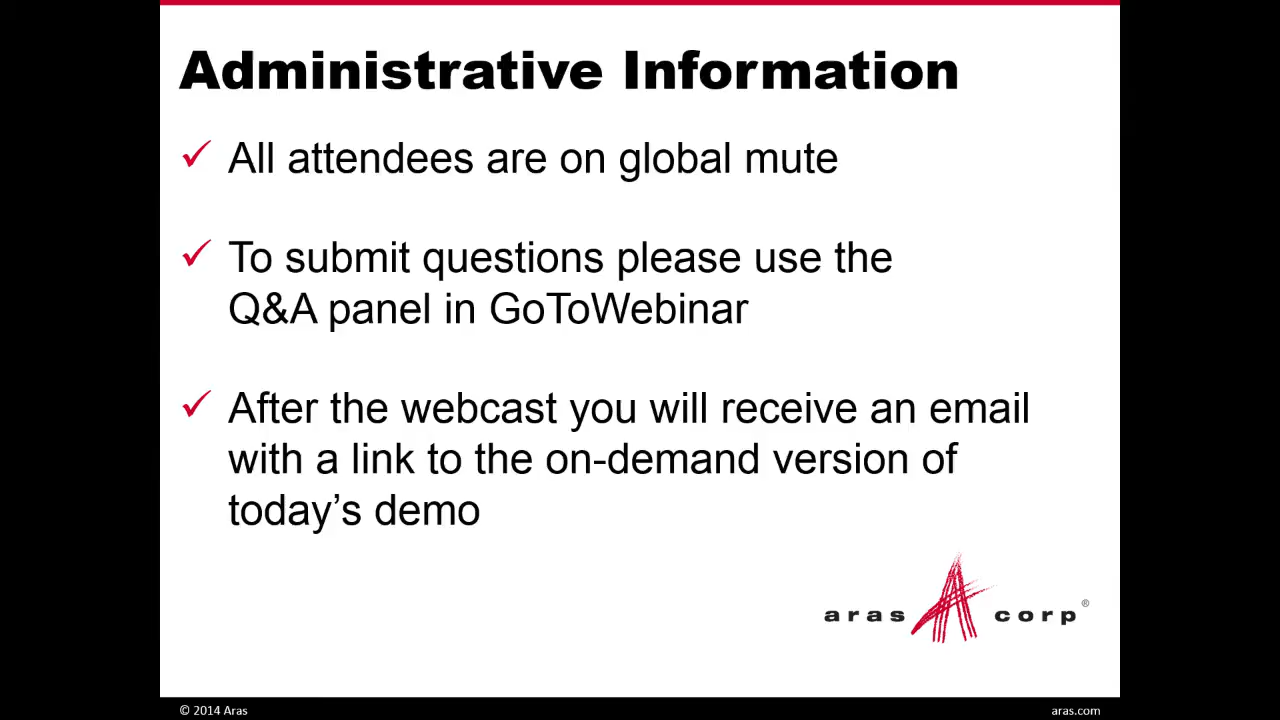 Administrative Information
✓ All attendees are on global mute
✓ To submit questions please use the
Q&A panel in GoToWebinar
✓ After the webcast you will receive an email
with a link to the on-demand version of
today’s demo
aras corp®
© 2014 Aras
aras.com